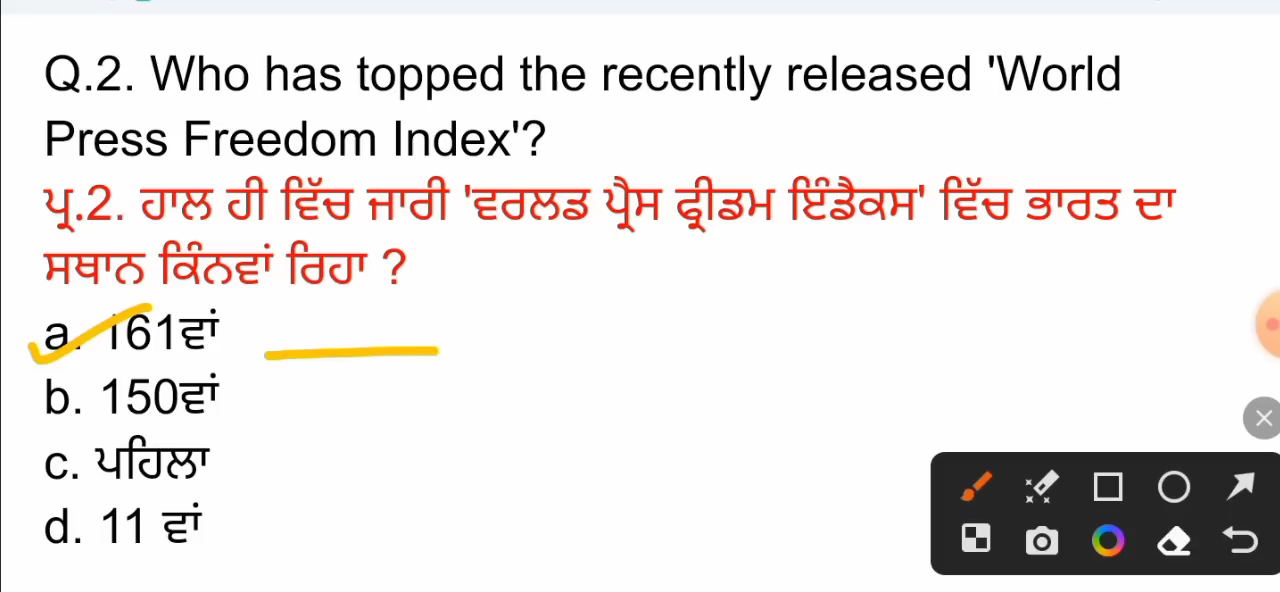 Q.2. Who has topped the recently released 'World
Press Freedom Index'?
ਪ੍ਰ.2. ਹਾਲ ਹੀ ਵਿੱਚ ਜਾਰੀ 'ਵਰਲਡ ਪ੍ਰੈਸ ਫ੍ਰੀਡਮ ਇੰਡੈਕਸ' ਵਿੱਚ ਭਾਰਤ ਦਾ
ਸਥਾਨ ਕਿੰਨਵਾਂ ਰਿਹਾ ?
a. 161ਵਾਂ
b. 150ਵਾਂ
c. ਪਹਿਲਾ
d. 11 ਵਾਂ